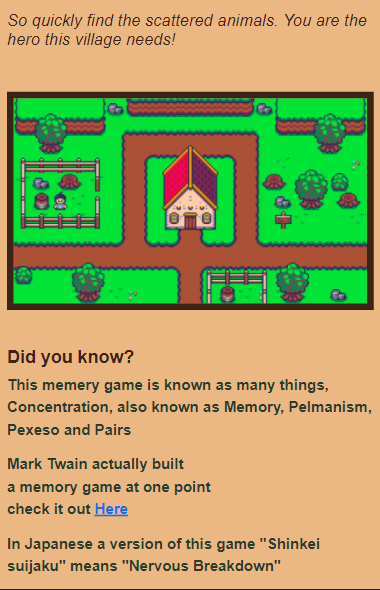 So quickly find the scattered animals. You are the
hero this village needs!
Did you know?
This memery game is known as many things,
Concentration, also known as Memory, Pelmanism,
Pexeso and Pairs
Mark Twain actually built
a memory game at one point
check it out Here
In Japanese a version of this game "Shinkei
suijaku" means "Nervous Breakdown"